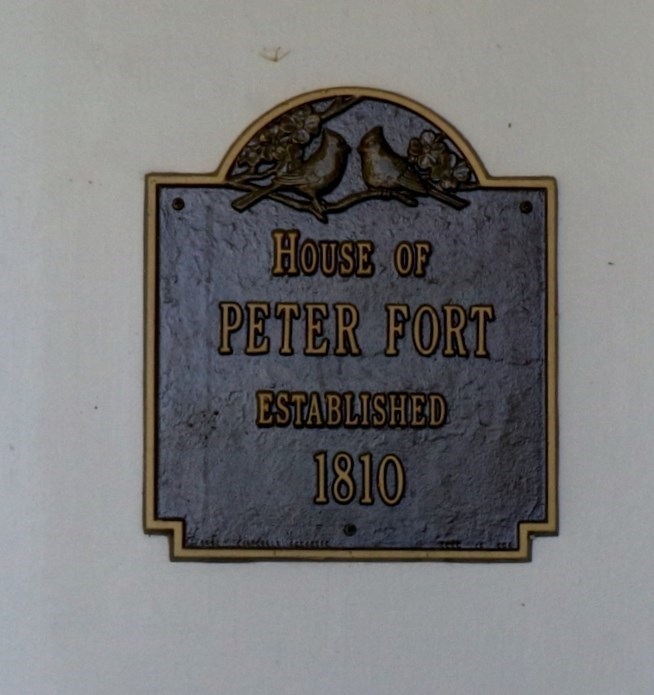 HOUSE OF
PETER FORT
ESTABLISHED
1810